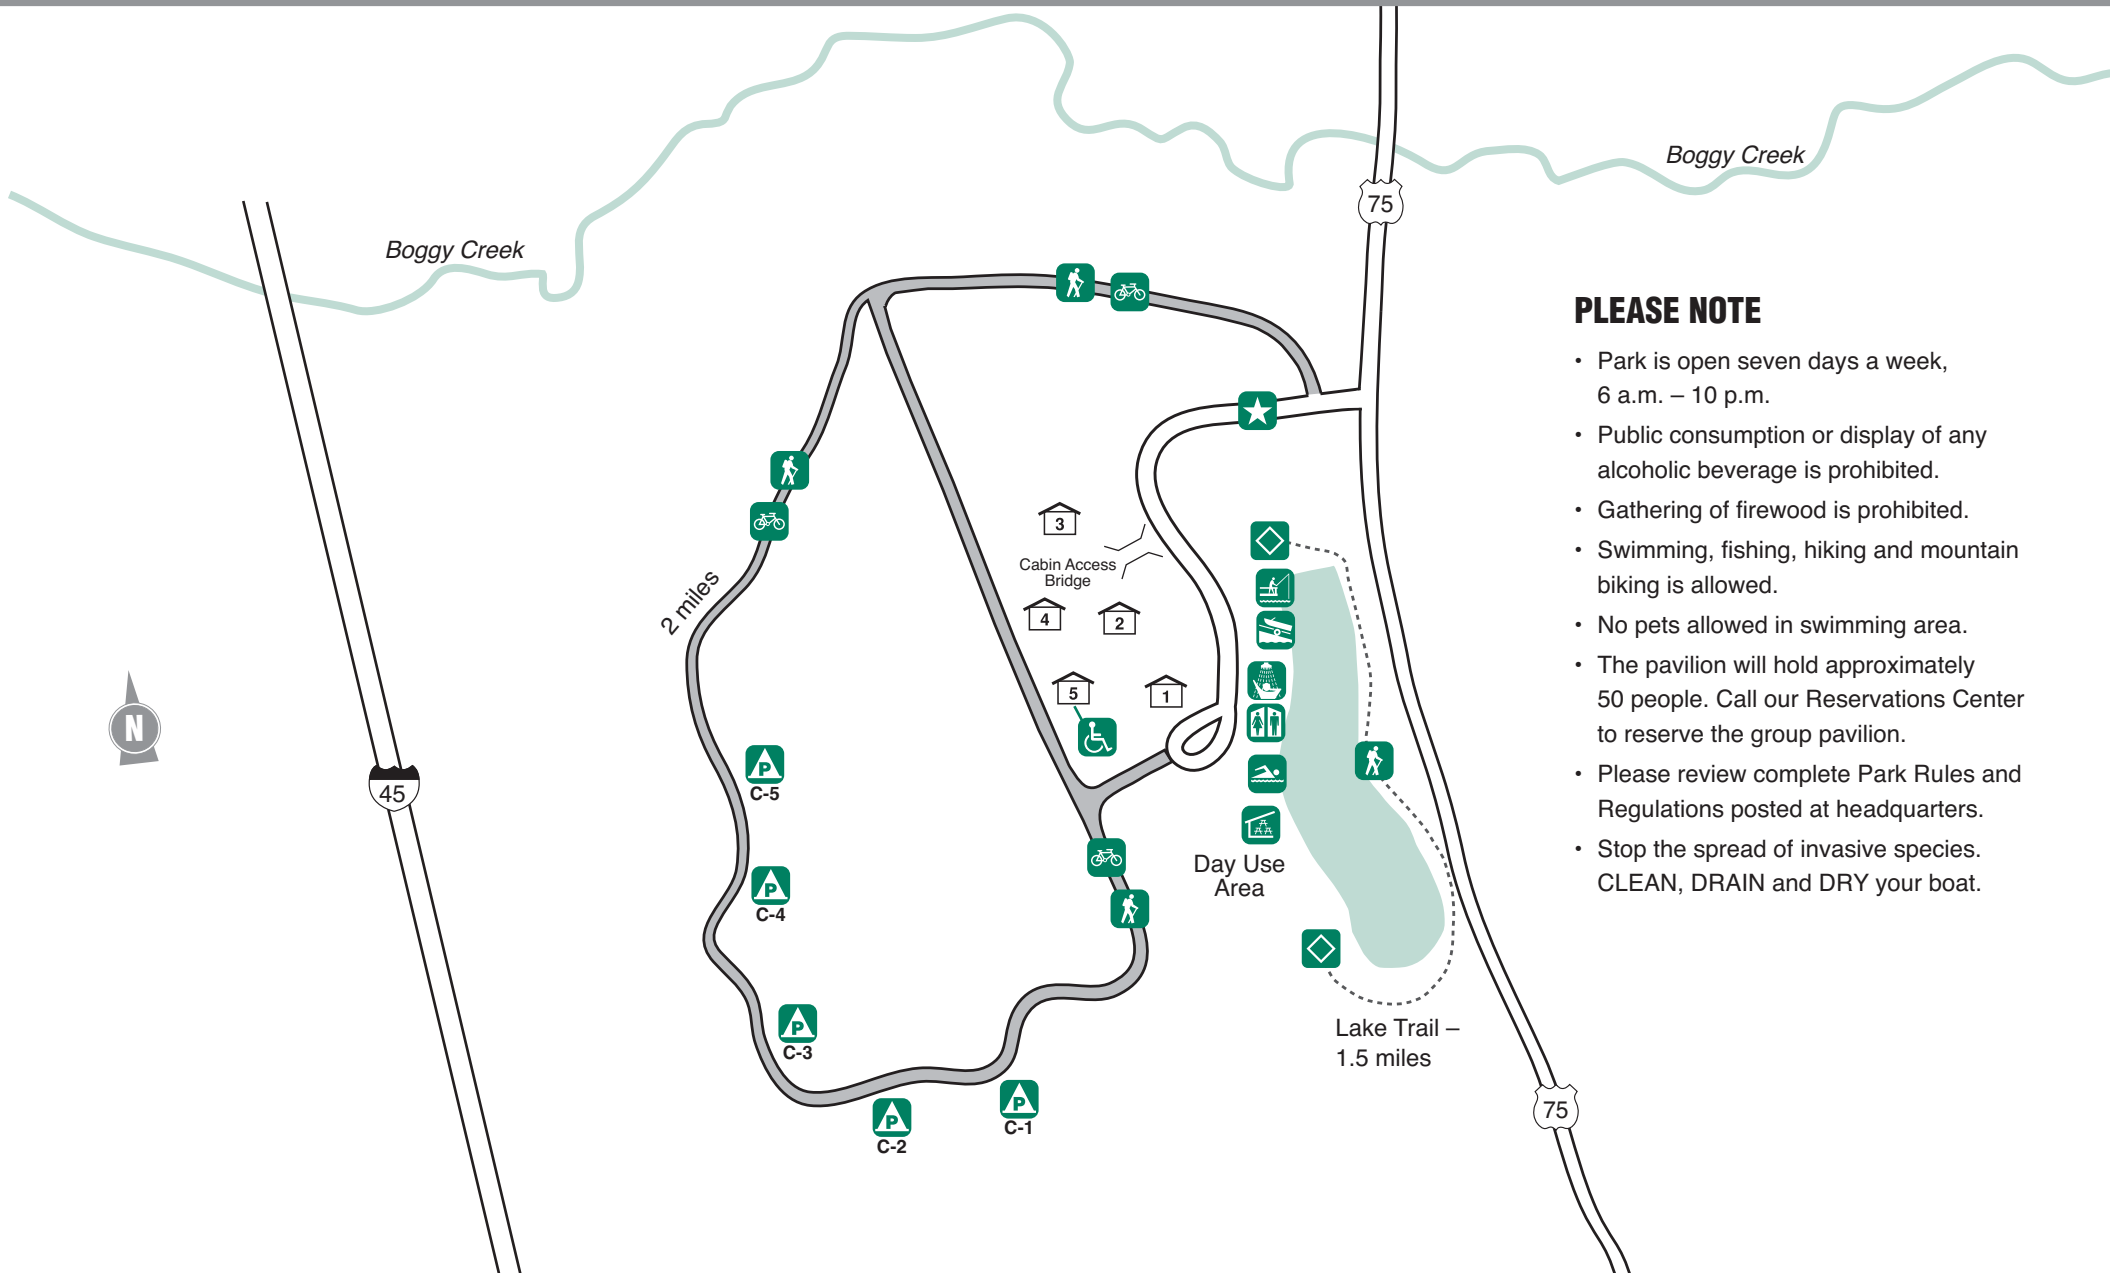 Boggy Creek
75
Boggy Creek
PLEASE NOTE
• Park is open seven days a week,
6 a.m. – 10 p.m.
• Public consumption or display of any
alcoholic beverage is prohibited.
• Gathering of firewood is prohibited.
• Swimming, fishing, hiking and mountain
biking is allowed.
• No pets allowed in swimming area.
• The pavilion will hold approximately
50 people. Call our Reservations Center
to reserve the group pavilion.
• Please review complete Park Rules and
Regulations posted at headquarters.
• Stop the spread of invasive species.
CLEAN, DRAIN and DRY your boat.
3
Cabin Access
Bridge
2 miles
4
2
5
1
N
45
P
C-5
P
C-4
Day Use
Area
P
C-3
Lake Trail –
1.5 miles
P
C-1
P
C-2
75